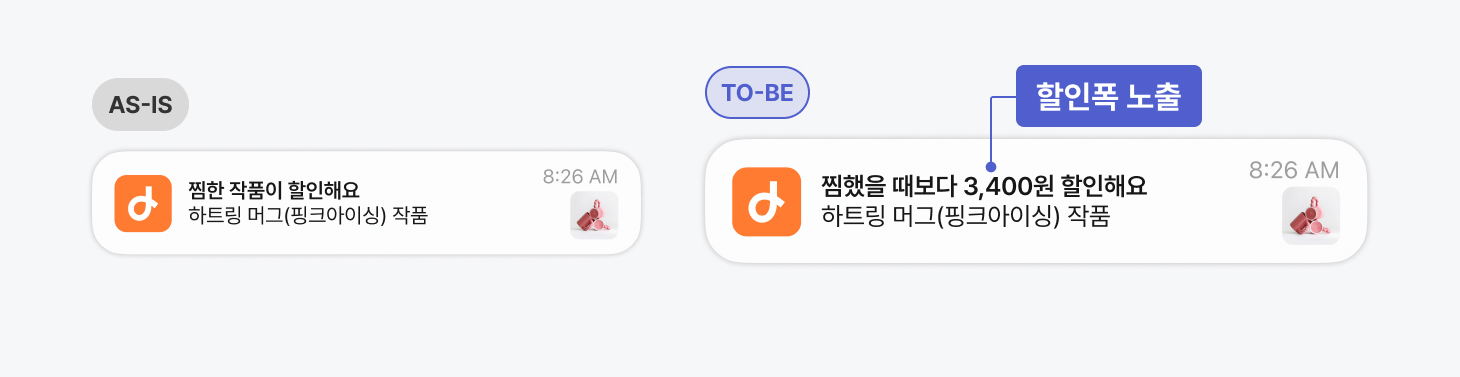 AS-IS
찜한 작품이 할인해요
하트링 머그(핑크아이싱) 작품
8:26 AM
TO-BE
할인폭 노출
찜했을 때보다 3,400원 할인해요
하트링 머그(핑크아이싱) 작품
8:26 AM